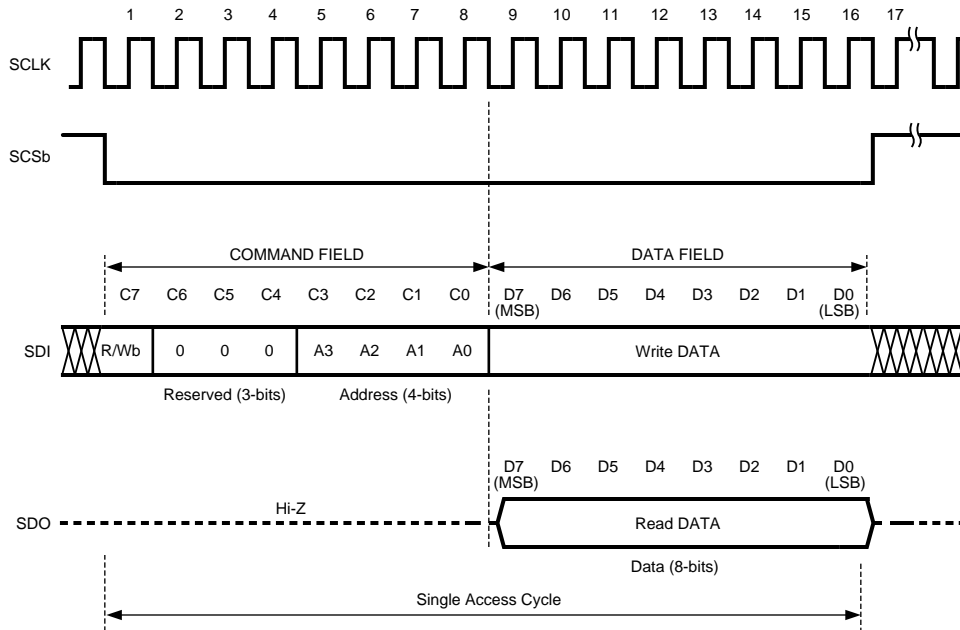 1 2 3 4 5 6 7 8 9 10 11 12 13 14 15 16 17
SCLK
SCSb
COMMAND FIELD DATA FIELD
C7 C6 C5 C4 C3 C2 C1 C0 D7 D6 D5 D4 D3 D2 D1 D0
(MSB) (LSB)
SDI R/Wb 0 0 0 A3 A2 A1 A0 Write DATA
Reserved (3-bits) Address (4-bits)
D7 D6 D5 D4 D3 D2 D1 D0
(MSB) (LSB)
Hi-Z
SDO Read DATA
Data (8-bits)
Single Access Cycle